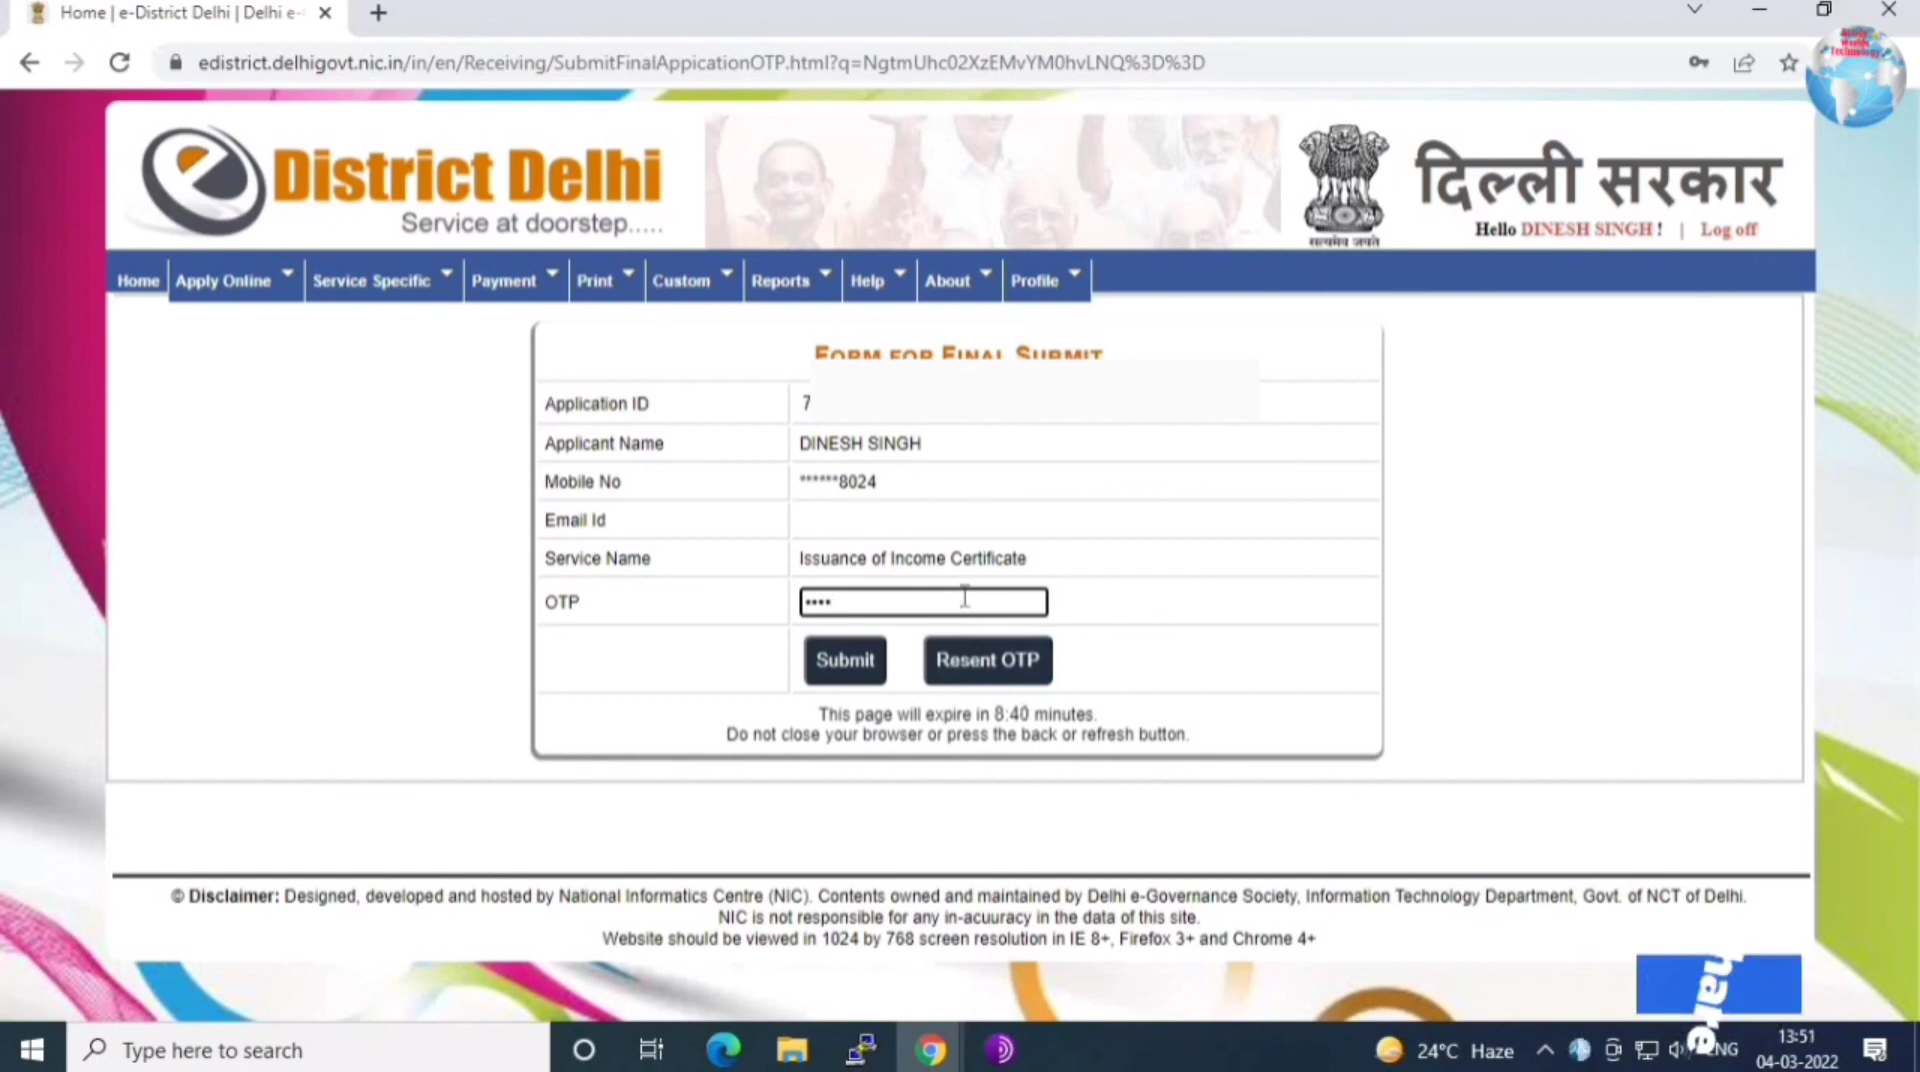 Home | e-District Delhi | Delhi e-
edistrict.delhigovt.nic.in/in/en/Receiving/SubmitFinalAppicationOTP.html?q=NgtmUhc02XzEMvYM0hvLNQ%3D%3D
Technology
e District Delhi
Service at doorstep.....
सत्यमेव जयते
दिल्ली सरकार
Hello DINESH SINGH ! | Log off
Home Apply Online Service Specific Payment Print Custom Reports Help About Profile
FORM FOR FINAL SUBMIT
Application ID 7
Applicant Name DINESH SINGH
Mobile No ******8024
Email Id
Service Name Issuance of Income Certificate
OTP ••••
Submit Resent OTP
This page will expire in 8:40 minutes.
Do not close your browser or press the back or refresh button.
© Disclaimer: Designed, developed and hosted by National Informatics Centre (NIC). Contents owned and maintained by Delhi e-Governance Society, Information Technology Department, Govt. of NCT of Delhi.
NIC is not responsible for any in-acuuracy in the data of this site.
Website should be viewed in 1024 by 768 screen resolution in IE 8+, Firefox 3+ and Chrome 4+
hare
Type here to search
24°C Haze
ENG
13:51
04-03-2022